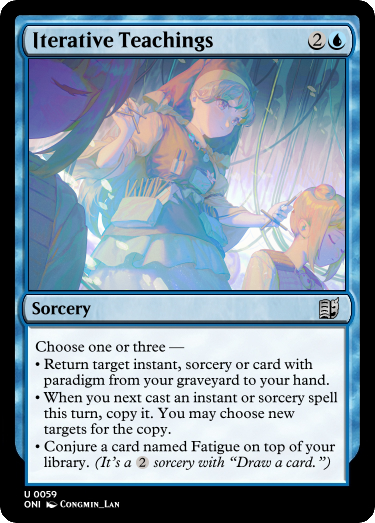 Iterative Teachings 2
Sorcery
Choose one or three —
• Return target instant, sorcery or card with
paradigm from your graveyard to your hand.
• When you next cast an instant or sorcery spell
this turn, copy it. You may choose new
targets for the copy.
• Conjure a card named Fatigue on top of your
library. (It's a 2 sorcery with “Draw a card.”)
U 0059
ONI Congmin_Lan